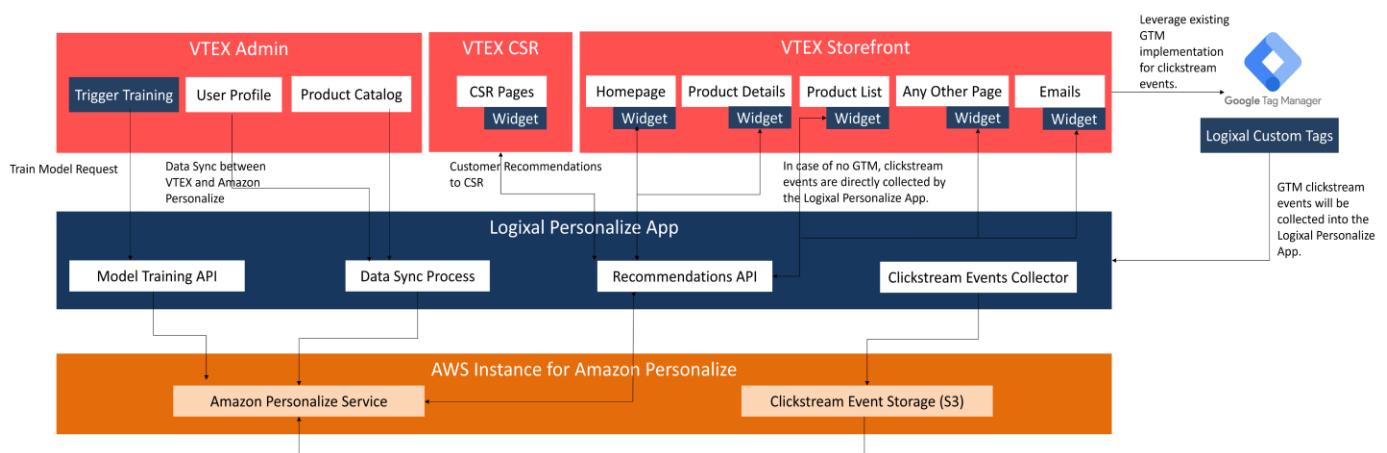 VTEX Admin
Trigger Training
User Profile
Product Catalog
VTEX CSR
CSR Pages
Widget
VTEX Storefront
Homepage
Widget
Product Details
Widget
Product List
Widget
Any Other Page
Widget
Emails
Widget
Leverage existing
GTM
implementation
for clickstream
events.
Google Tag Manager
Logixal Custom Tags
Train Model Request
Data Sync between
VTEX and Amazon
Personalize
Customer Recommendations
to CSR
In case of no GTM, clickstream
events are directly collected by
the Logixal Personalize App.
GTM clickstream
events will be
collected into the
Logixal Personalize
App.
Logixal Personalize App
Model Training API
Data Sync Process
Recommendations API
Clickstream Events Collector
AWS Instance for Amazon Personalize
Amazon Personalize Service
Clickstream Event Storage (S3)